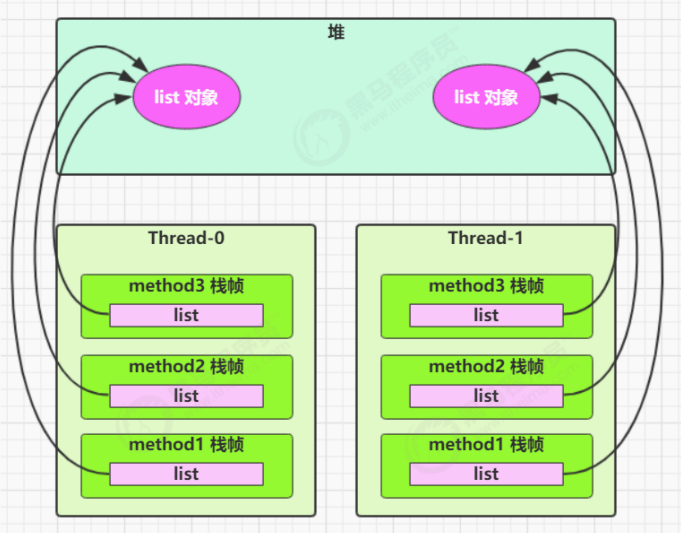 堆
list 对象
list 对象
黑马程序员
www.itheima.com
Thread-0
method3 栈帧
list
method2 栈帧
list
method1 栈帧
list
Thread-1
method3 栈帧
list
method2 栈帧
list
method1 栈帧
list